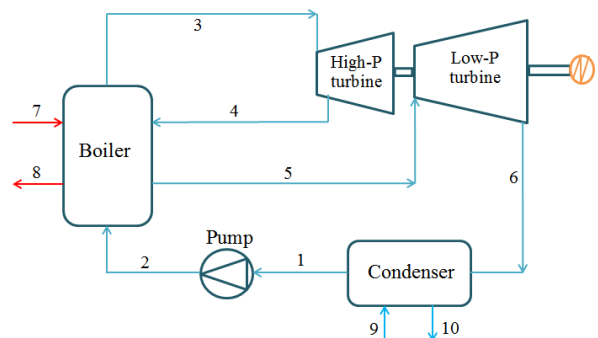 3
High-P
turbine
Low-P
turbine
7
4
Boiler
8
5
6
Pump
2
1
Condenser
9
10